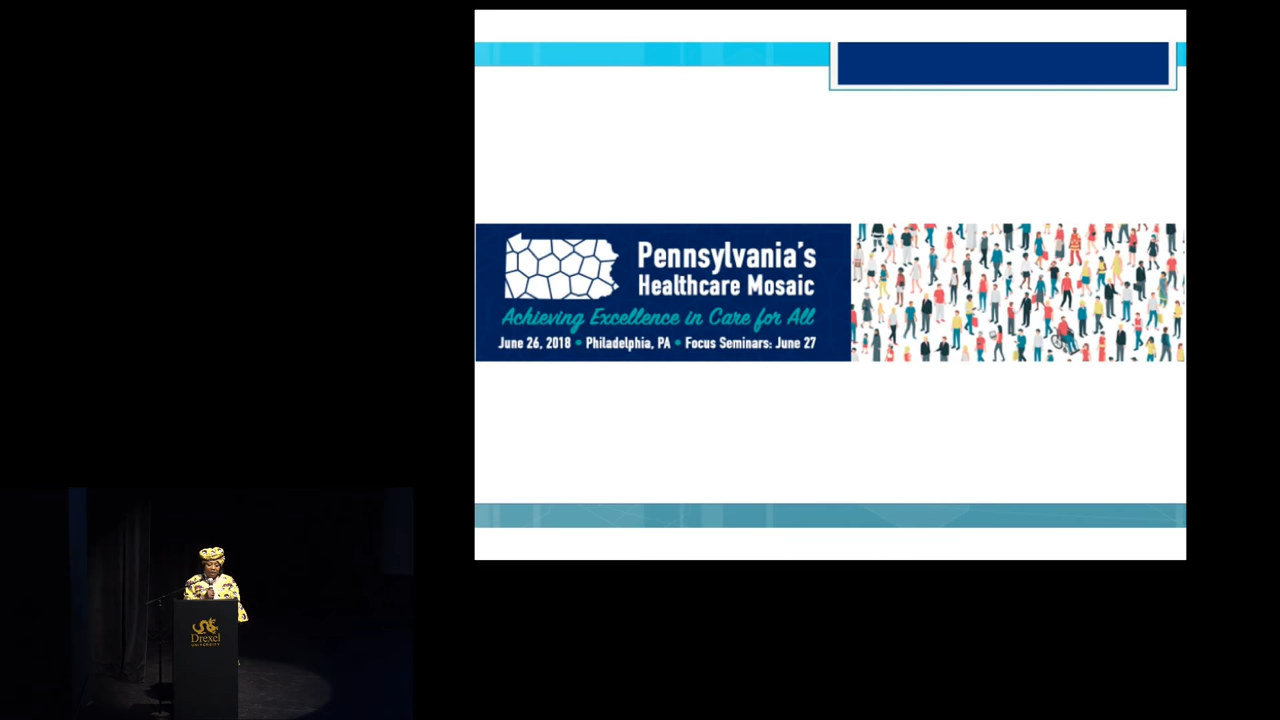 Pennsylvania's
Healthcare Mosaic
Achieving Excellence in Care for All
June 26, 2018 • Philadelphia, PA • Focus Seminars: June 27
Drexel
UNIVERSITY